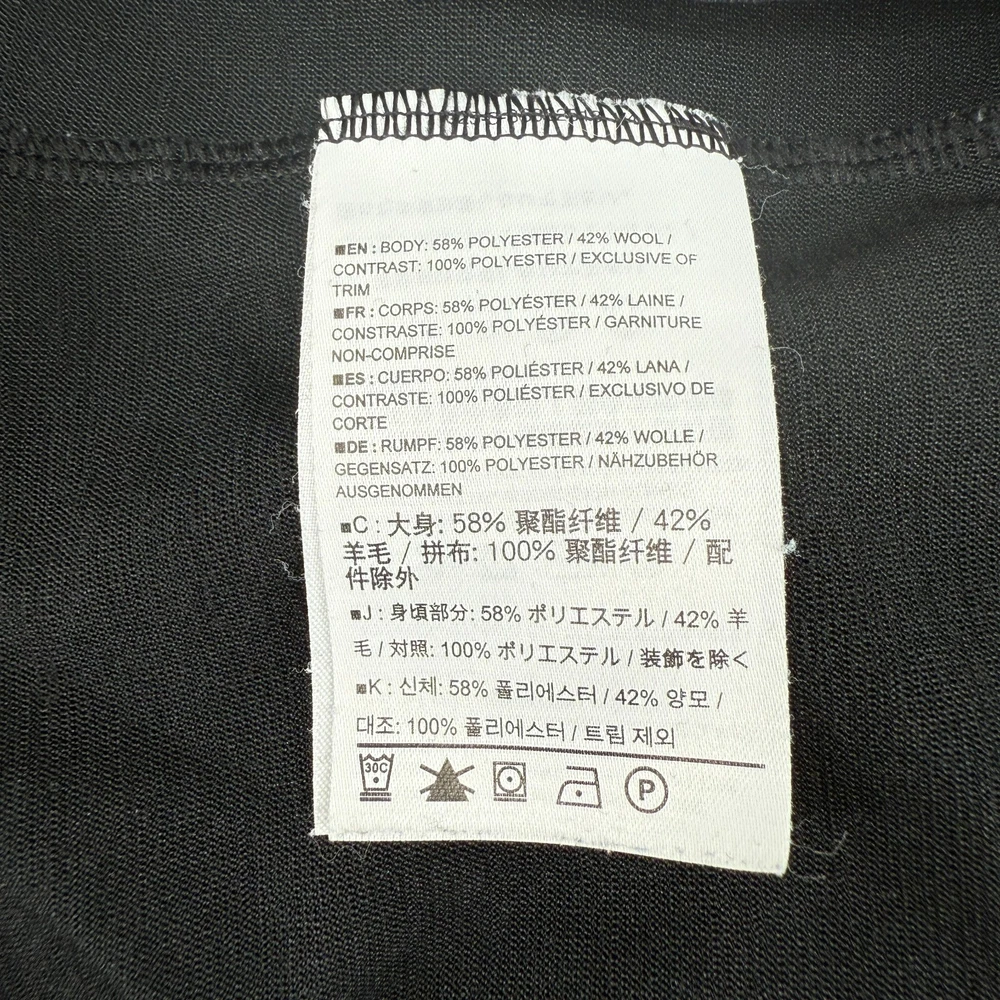 EN : BODY: 58% POLYESTER / 42% WOOL /
CONTRAST: 100% POLYESTER / EXCLUSIVE OF
TRIM
FR : CORPS: 58% POLYÉSTER / 42% LAINE /
CONSTRASTE: 100% POLYÉSTER / GARNITURE
NON-COMPRISE
ES : CUERPO: 58% POLIÉSTER / 42% LANA /
CONTRASTE: 100% POLIÉSTER / EXCLUSIVO DE
CORTE
DE : RUMPF: 58% POLYESTER / 42% WOLLE /
GEGENSATZ: 100% POLYESTER / NÄHZUBEHÖR
AUSGENOMMEN
C : 大身: 58% 聚酯纤维 / 42%
羊毛 / 拼布: 100% 聚酯纤维 / 配
件除外
J : 身頃部分: 58% ポリエステル / 42% 羊
毛 / 対照: 100% ポリエステル / 装飾を除く
K : 신체: 58% 폴리에스터 / 42% 양모 /
대조: 100% 폴리에스터 / 트림 제외
30C P